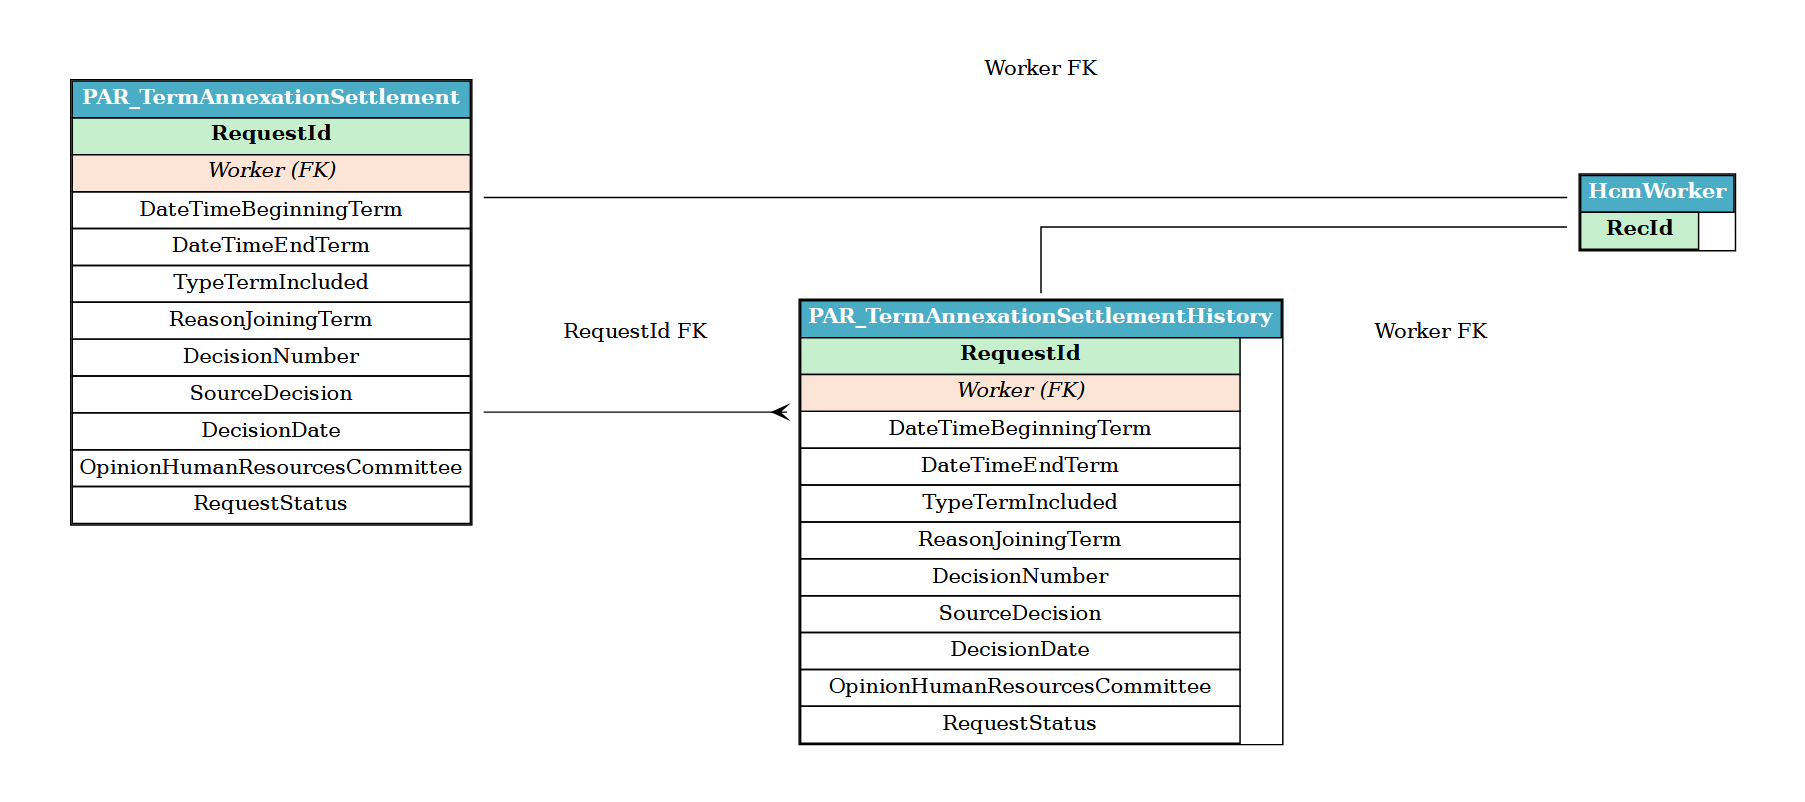 Worker FK
PAR_TermAnnexationSettlement
RequestId
Worker (FK)
DateTimeBeginningTerm
DateTimeEndTerm
TypeTermIncluded
ReasonJoiningTerm
DecisionNumber
SourceDecision
DecisionDate
OpinionHumanResourcesCommittee
RequestStatus
RequestId FK
PAR_TermAnnexationSettlementHistory
RequestId
Worker (FK)
DateTimeBeginningTerm
DateTimeEndTerm
TypeTermIncluded
ReasonJoiningTerm
DecisionNumber
SourceDecision
DecisionDate
OpinionHumanResourcesCommittee
RequestStatus
Worker FK
HcmWorker
RecId